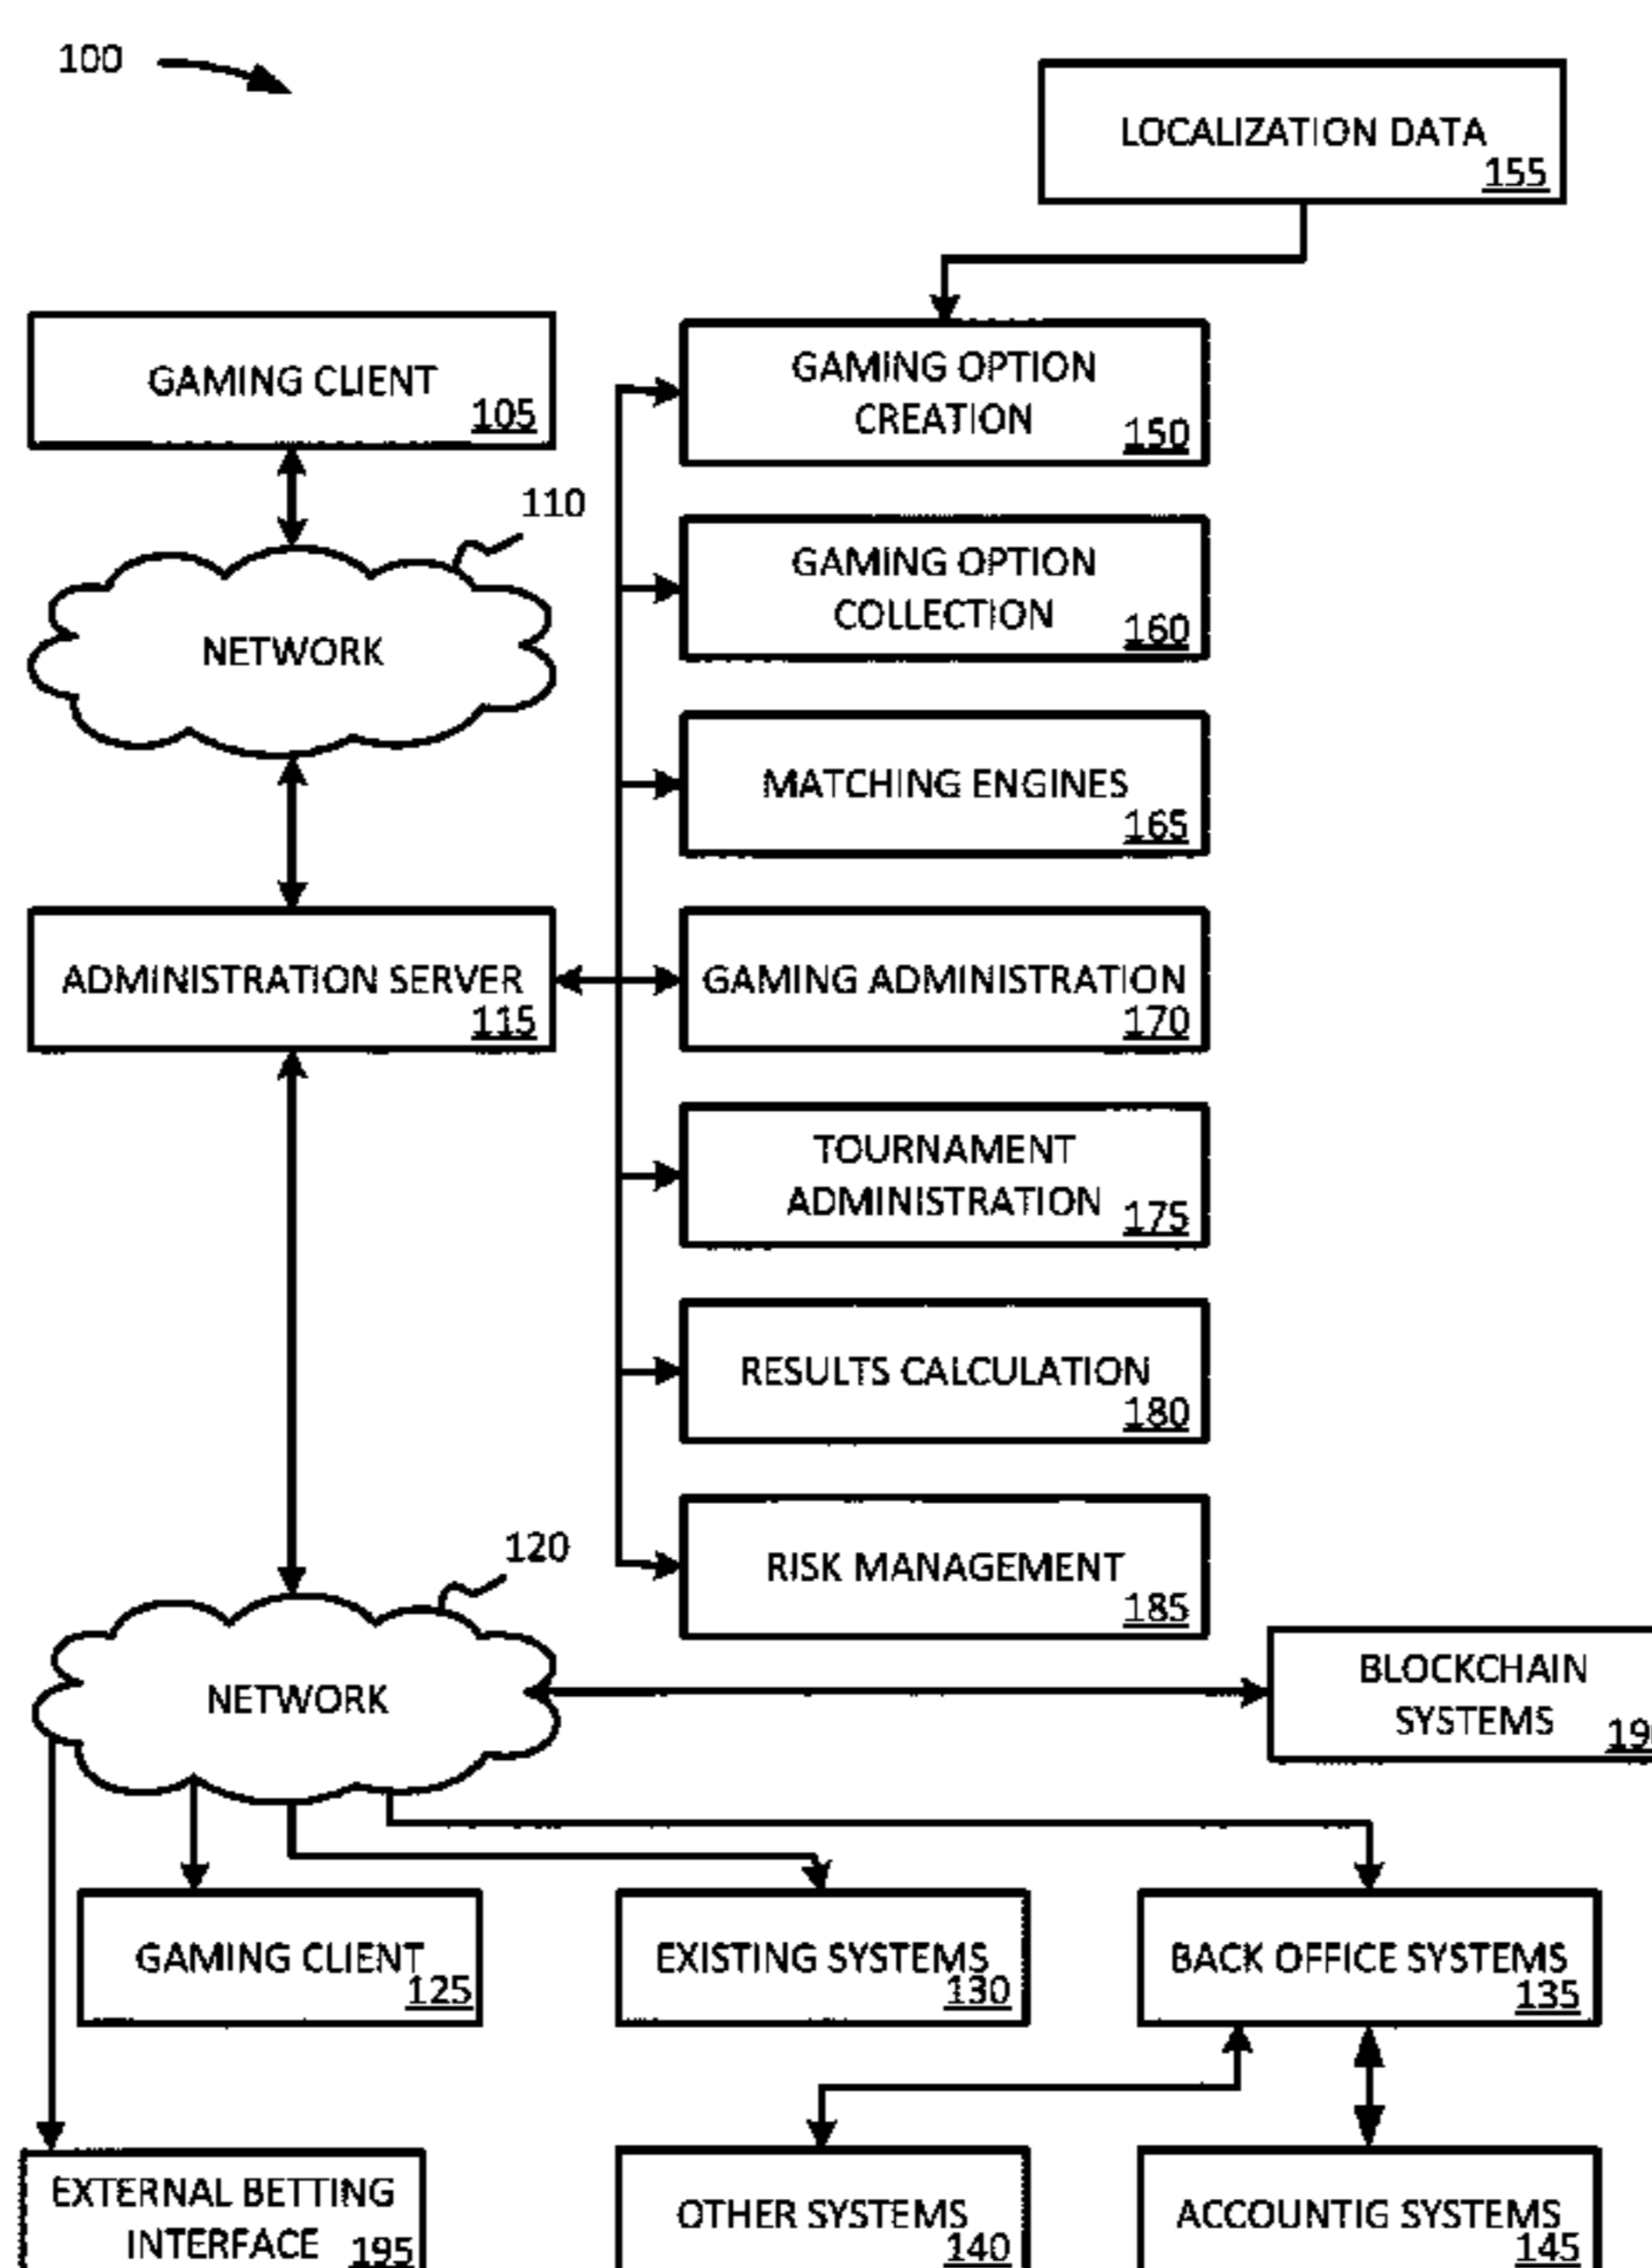 100
LOCALIZATION DATA
155
GAMING CLIENT
105
GAMING OPTION
CREATION
150
110
NETWORK
GAMING OPTION
COLLECTION
160
MATCHING ENGINES
165
ADMINISTRATION SERVER
115
GAMING ADMINISTRATION
170
TOURNAMENT
ADMINISTRATION
175
RESULTS CALCULATION
180
RISK MANAGEMENT
185
120
NETWORK
BLOCKCHAIN
SYSTEMS
GAMING CLIENT
125
EXISTING SYSTEMS
130
BACK OFFICE SYSTEMS
135
EXTERNAL BETTING
INTERFACE
195
OTHER SYSTEMS
140
ACCOUNTIG SYSTEMS
145